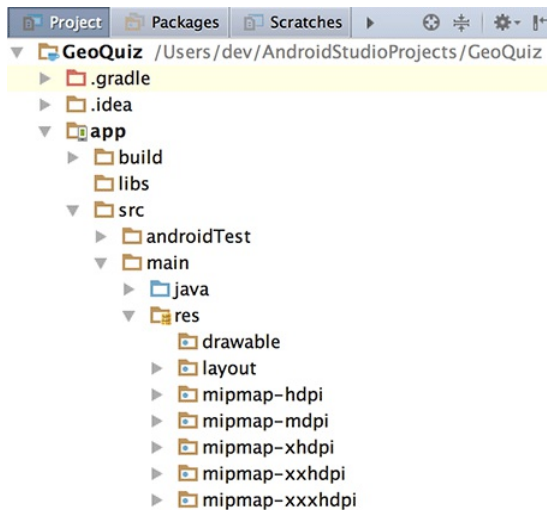 Project Packages Scratches
GeoQuiz /Users/dev/AndroidStudioProjects/GeoQuiz
.gradle
.idea
app
build
libs
src
androidTest
main
java
res
drawable
layout
mipmap-hdpi
mipmap-mdpi
mipmap-xhdpi
mipmap-xxhdpi
mipmap-xxxhdpi